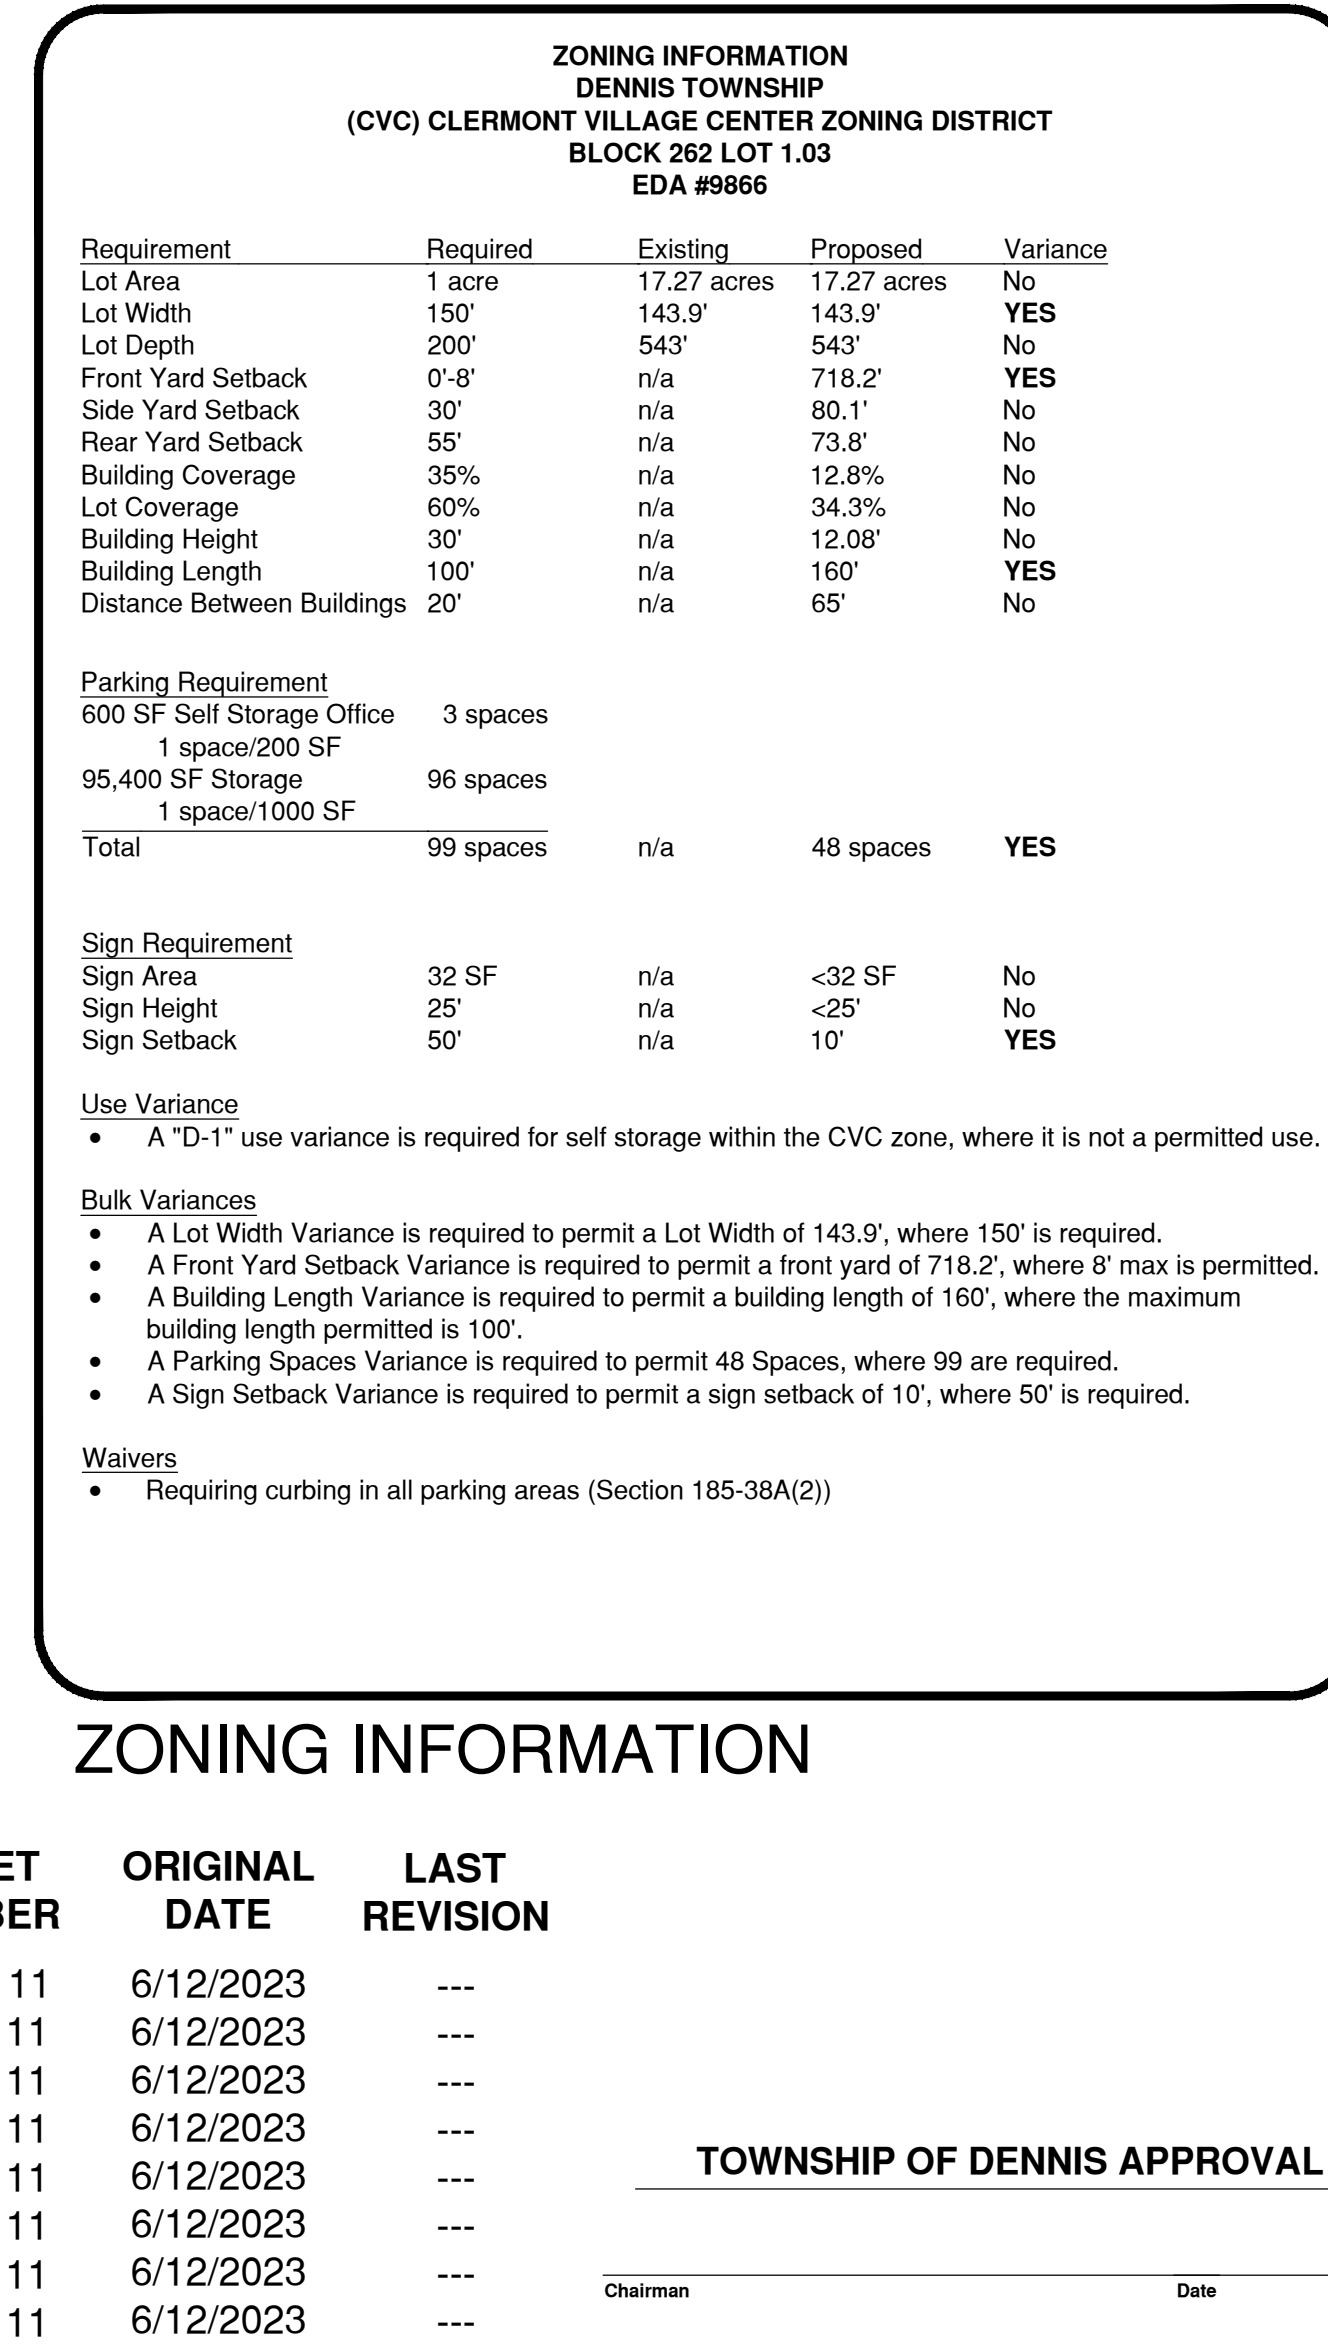 ZONING INFORMATION
DENNIS TOWNSHIP
(CVC) CLERMONT VILLAGE CENTER ZONING DISTRICT
BLOCK 262 LOT 1.03
EDA #9866
Requirement Required Existing Proposed Variance
Lot Area 1 acre 17.27 acres 17.27 acres No
Lot Width 150' 143.9' 143.9' YES
Lot Depth 200' 543' 543' No
Front Yard Setback 0'-8' n/a 718.2' YES
Side Yard Setback 30' n/a 80.1' No
Rear Yard Setback 55' n/a 73.8' No
Building Coverage 35% n/a 12.8% No
Lot Coverage 60% n/a 34.3% No
Building Height 30' n/a 12.08' No
Building Length 100' n/a 160' YES
Distance Between Buildings 20' n/a 65' No
Parking Requirement
600 SF Self Storage Office 3 spaces
1 space/200 SF
95,400 SF Storage 96 spaces
1 space/1000 SF
Total 99 spaces n/a 48 spaces YES
Sign Requirement
Sign Area 32 SF n/a <32 SF No
Sign Height 25' n/a <25' No
Sign Setback 50' n/a 10' YES
Use Variance
• A "D-1" use variance is required for self storage within the CVC zone, where it is not a permitted use.
Bulk Variances
• A Lot Width Variance is required to permit a Lot Width of 143.9', where 150' is required.
• A Front Yard Setback Variance is required to permit a front yard of 718.2', where 8' max is permitted.
• A Building Length Variance is required to permit a building length of 160', where the maximum
building length permitted is 100'.
• A Parking Spaces Variance is required to permit 48 Spaces, where 99 are required.
• A Sign Setback Variance is required to permit a sign setback of 10', where 50' is required.
Waivers
• Requiring curbing in all parking areas (Section 185-38A(2))
ZONING INFORMATION
ET ORIGINAL LAST
BER DATE REVISION
11 6/12/2023 ---
11 6/12/2023 ---
11 6/12/2023 ---
11 6/12/2023 ---
11 6/12/2023 ---
11 6/12/2023 ---
11 6/12/2023 ---
11 6/12/2023 ---
TOWNSHIP OF DENNIS APPROVAL
Chairman Date